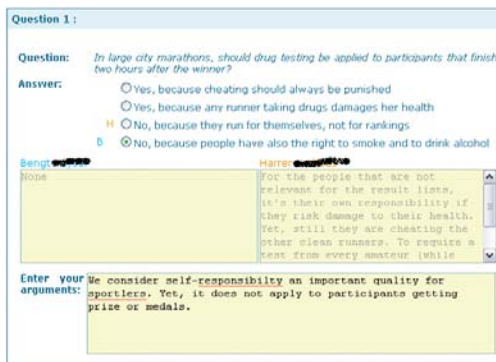 Question 1 :
Question: In large city marathons, should drug testing be applied to participants that finish
two hours after the winner?
Answer:
Yes, because cheating should always be punished
Yes, because any runner taking drugs damages her health
H No, because they run for themselves, not for rankings
B No, because people have also the right to smoke and to drink alcohol
Bengt Harrer
None
for the people that are not
relevant for the result lists,
it's their own responsibility if
they risk damage to their health.
Yet, still they are cheating the
other clean runners. To require a
test from every amateur (while
Enter your arguments:
We consider self-responsibilty an important quality for
sportlers. Yet, it does not apply to participants getting
prize or medals.